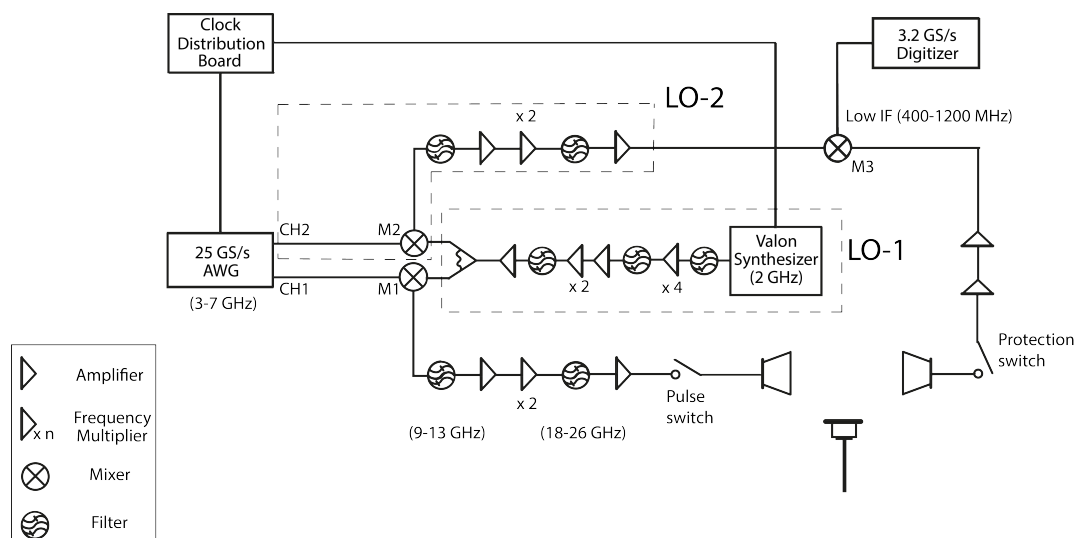 Clock
Distribution
Board
3.2 GS/s
Digitizer
LO-2
x 2
Low IF (400-1200 MHz)
M3
CH2
M2
25 GS/s
AWG
Valon
Synthesizer
(2 GHz)
LO-1
CH1
M1
x 2
x 4
(3-7 GHz)
Protection
switch
Amplifier
Pulse
switch
x 2
Frequency
Multiplier
x n
(9-13 GHz)
(18-26 GHz)
Mixer
Filter